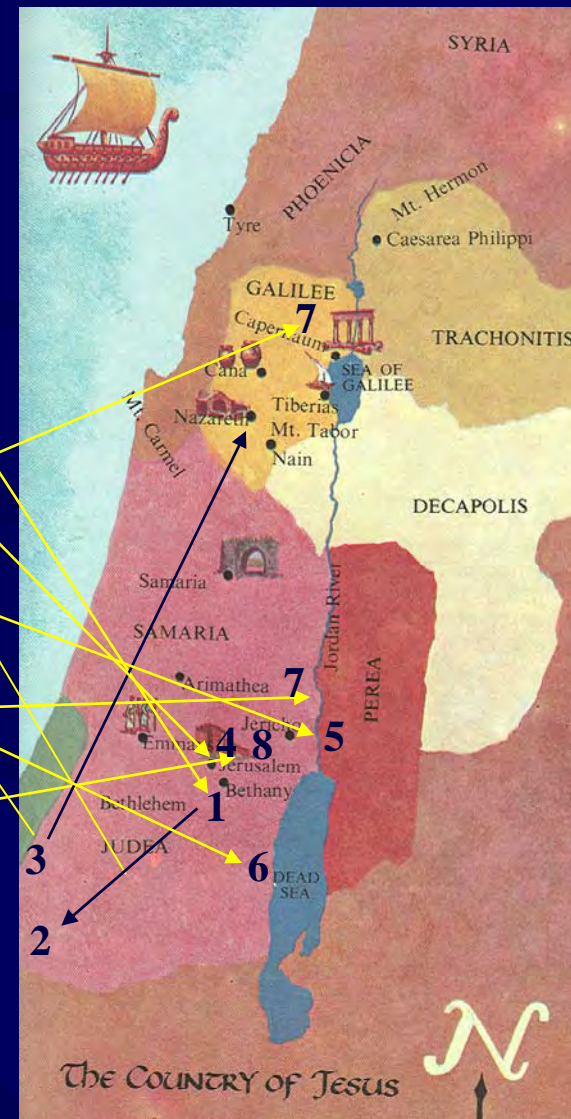 SYRIA
PHOENICIA
Mt. Hermon
Tyre
Caesarea Philippi
GALILEE
7
Capernaum
TRACHONITIS
Cana
SEA OF
GALILEE
Tiberias
Nazareth
Mt. Carmel
Mt. Tabor
Nain
DECAPOLIS
Samaria
Jordan River
SAMARIA
PEREA
Arimathea
7
Jericho
5
4
8
Jerusalem
Bethany
Bethlehem
1
JUDEA
3
6
DEAD
SEA
2
The Country of Jesus
N